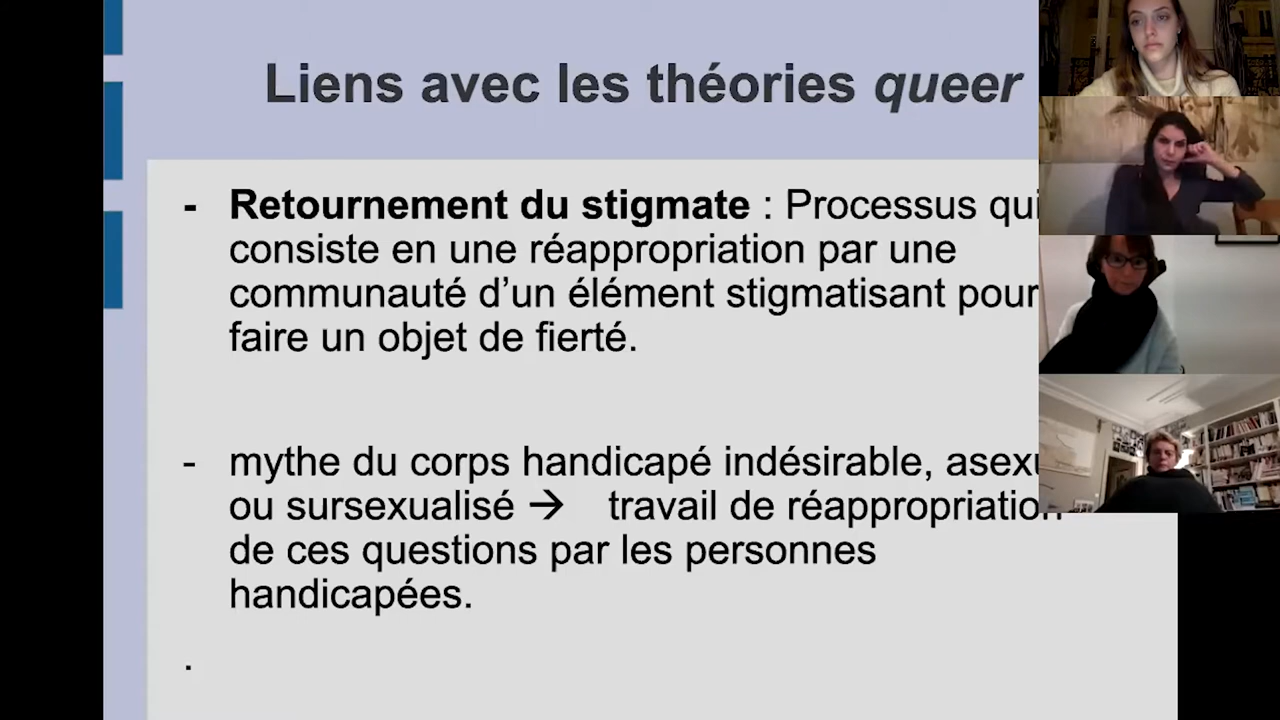 Liens avec les théories queer
- Retournement du stigmate : Processus qui
consiste en une réappropriation par une
communauté d’un élément stigmatisant pour
faire un objet de fierté.
- mythe du corps handicapé indésirable,
ou sursexualisé → travail de réappropriation
de ces questions par les personnes
handicapées.
.